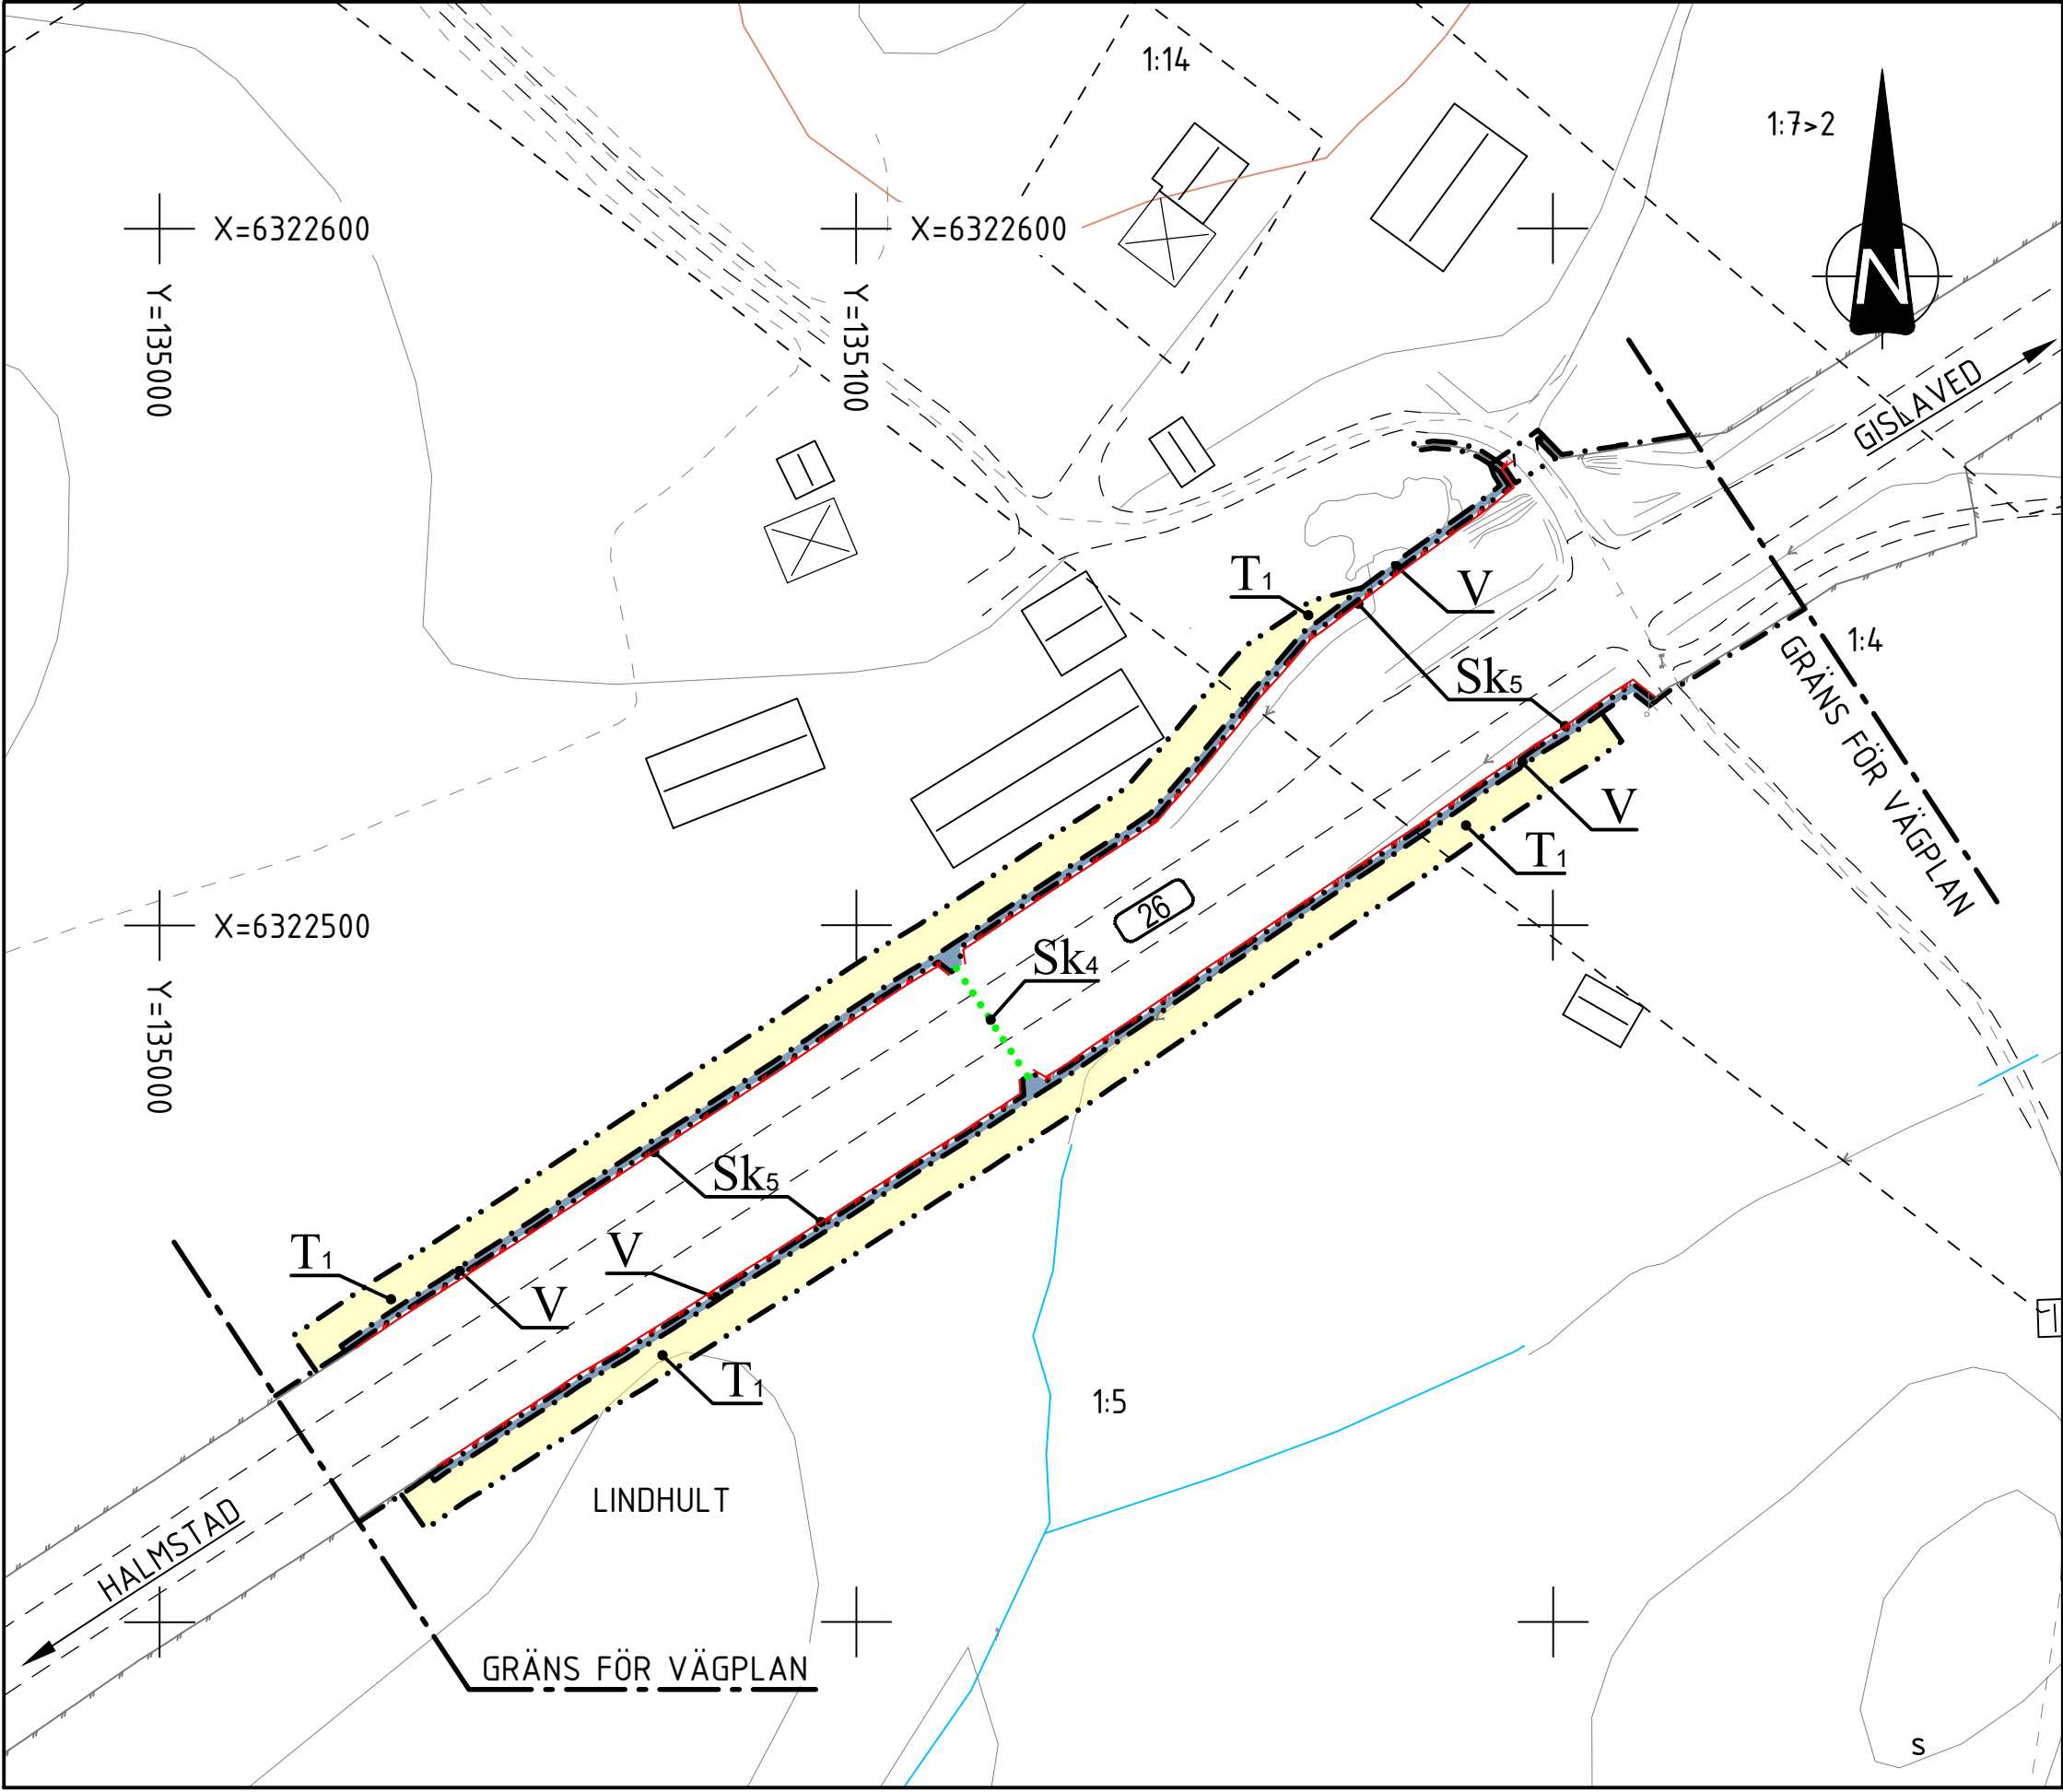 1:14
1:7>2
X=6322600
X=6322600
N
Y=135000
Y=135100
GISLAVED
T1
V
Sk5
1:4
GRÄNS FÖR VÄGPLAN
V
T1
26
X=6322500
Sk4
Y=135000
Sk5
T1
V
V
T1
1:5
LINDHULT
HALMSTAD
GRÄNS FÖR VÄGPLAN
s